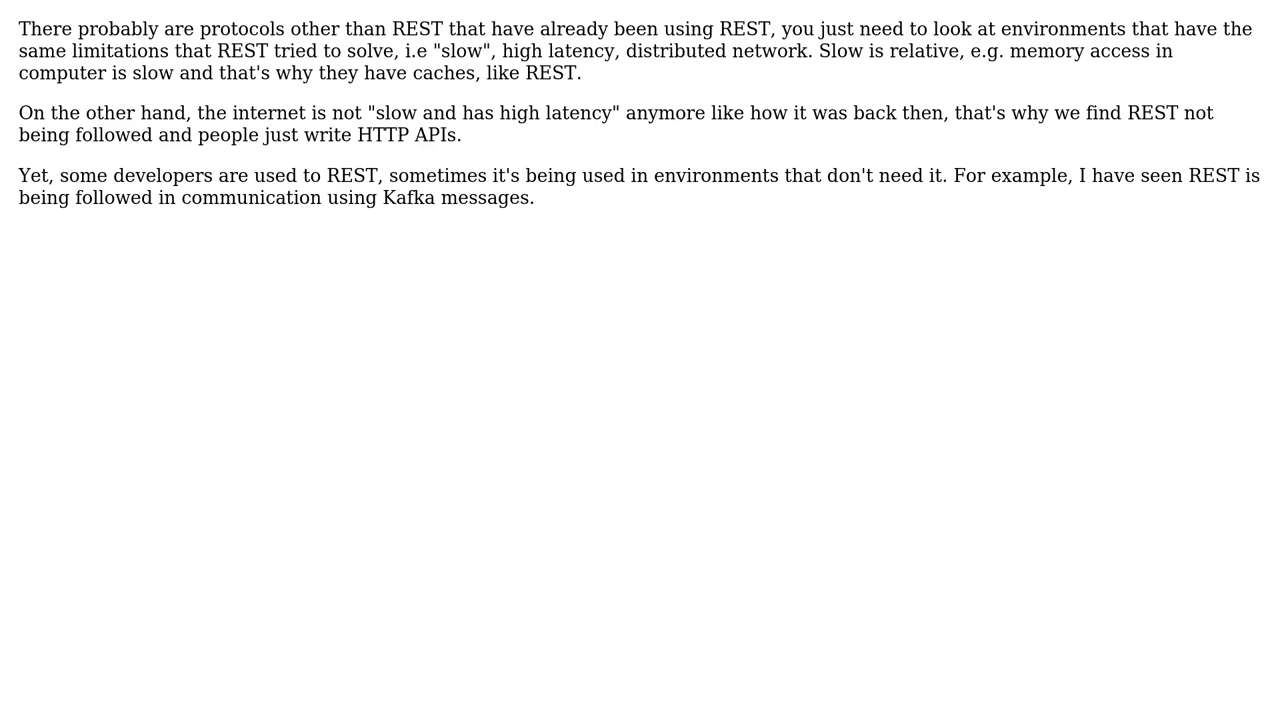 There probably are protocols other than REST that have already been using REST, you just need to look at environments that have the
same limitations that REST tried to solve, i.e "slow", high latency, distributed network. Slow is relative, e.g. memory access in
computer is slow and that's why they have caches, like REST.
On the other hand, the internet is not "slow and has high latency" anymore like how it was back then, that's why we find REST not
being followed and people just write HTTP APIs.
Yet, some developers are used to REST, sometimes it's being used in environments that don't need it. For example, I have seen REST is
being followed in communication using Kafka messages.